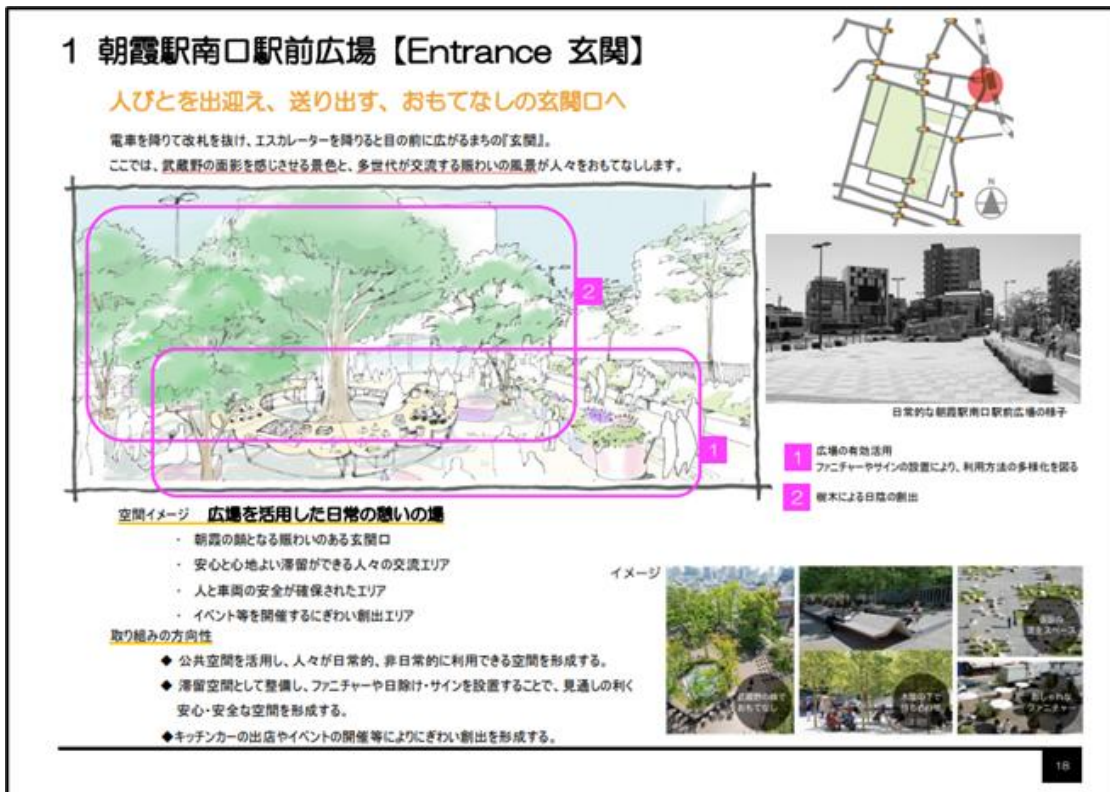 1 朝霞駅南口駅前広場【Entrance 玄関】
人びとを出迎え、送り出す、おもてなしの玄関口へ
電車を降りて改札を抜け、エスカレーターを降りると目の前に広がるまちの『玄関』。
ここでは、武蔵野の面影を感じさせる景色と、多世代が交流する賑わいの風景が人々をおもてなしします。
N
2
1
日常的な朝霞駅南口駅前広場の様子
1 広場の有効活用
ファニチャーやサインの設置により、利用方法の多様化を図る
2 樹木による日陰の創出
空間イメージ 広場を活用した日常の憩いの場
・ 朝霞の顔となる賑わいのある玄関口
・ 安心と心地よい滞留ができる人々の交流エリア
・ 人と車両の安全が確保されたエリア
・ イベント等を開催するにぎわい創出エリア
取り組みの方向性
◆ 公共空間を活用し、人々が日常的、非日常的に利用できる空間を形成する。
◆ 滞留空間として整備し、ファニチャーや日除け・サインを設置することで、見通しの利く
安心・安全な空間を形成する。
◆キッチンカーの出店やイベントの開催等によりにぎわい創出を形成する。
イメージ
武蔵野の緑で
おもてなし
木陰の下で
待ち合わせ
おしゃれな
ファニチャー
18